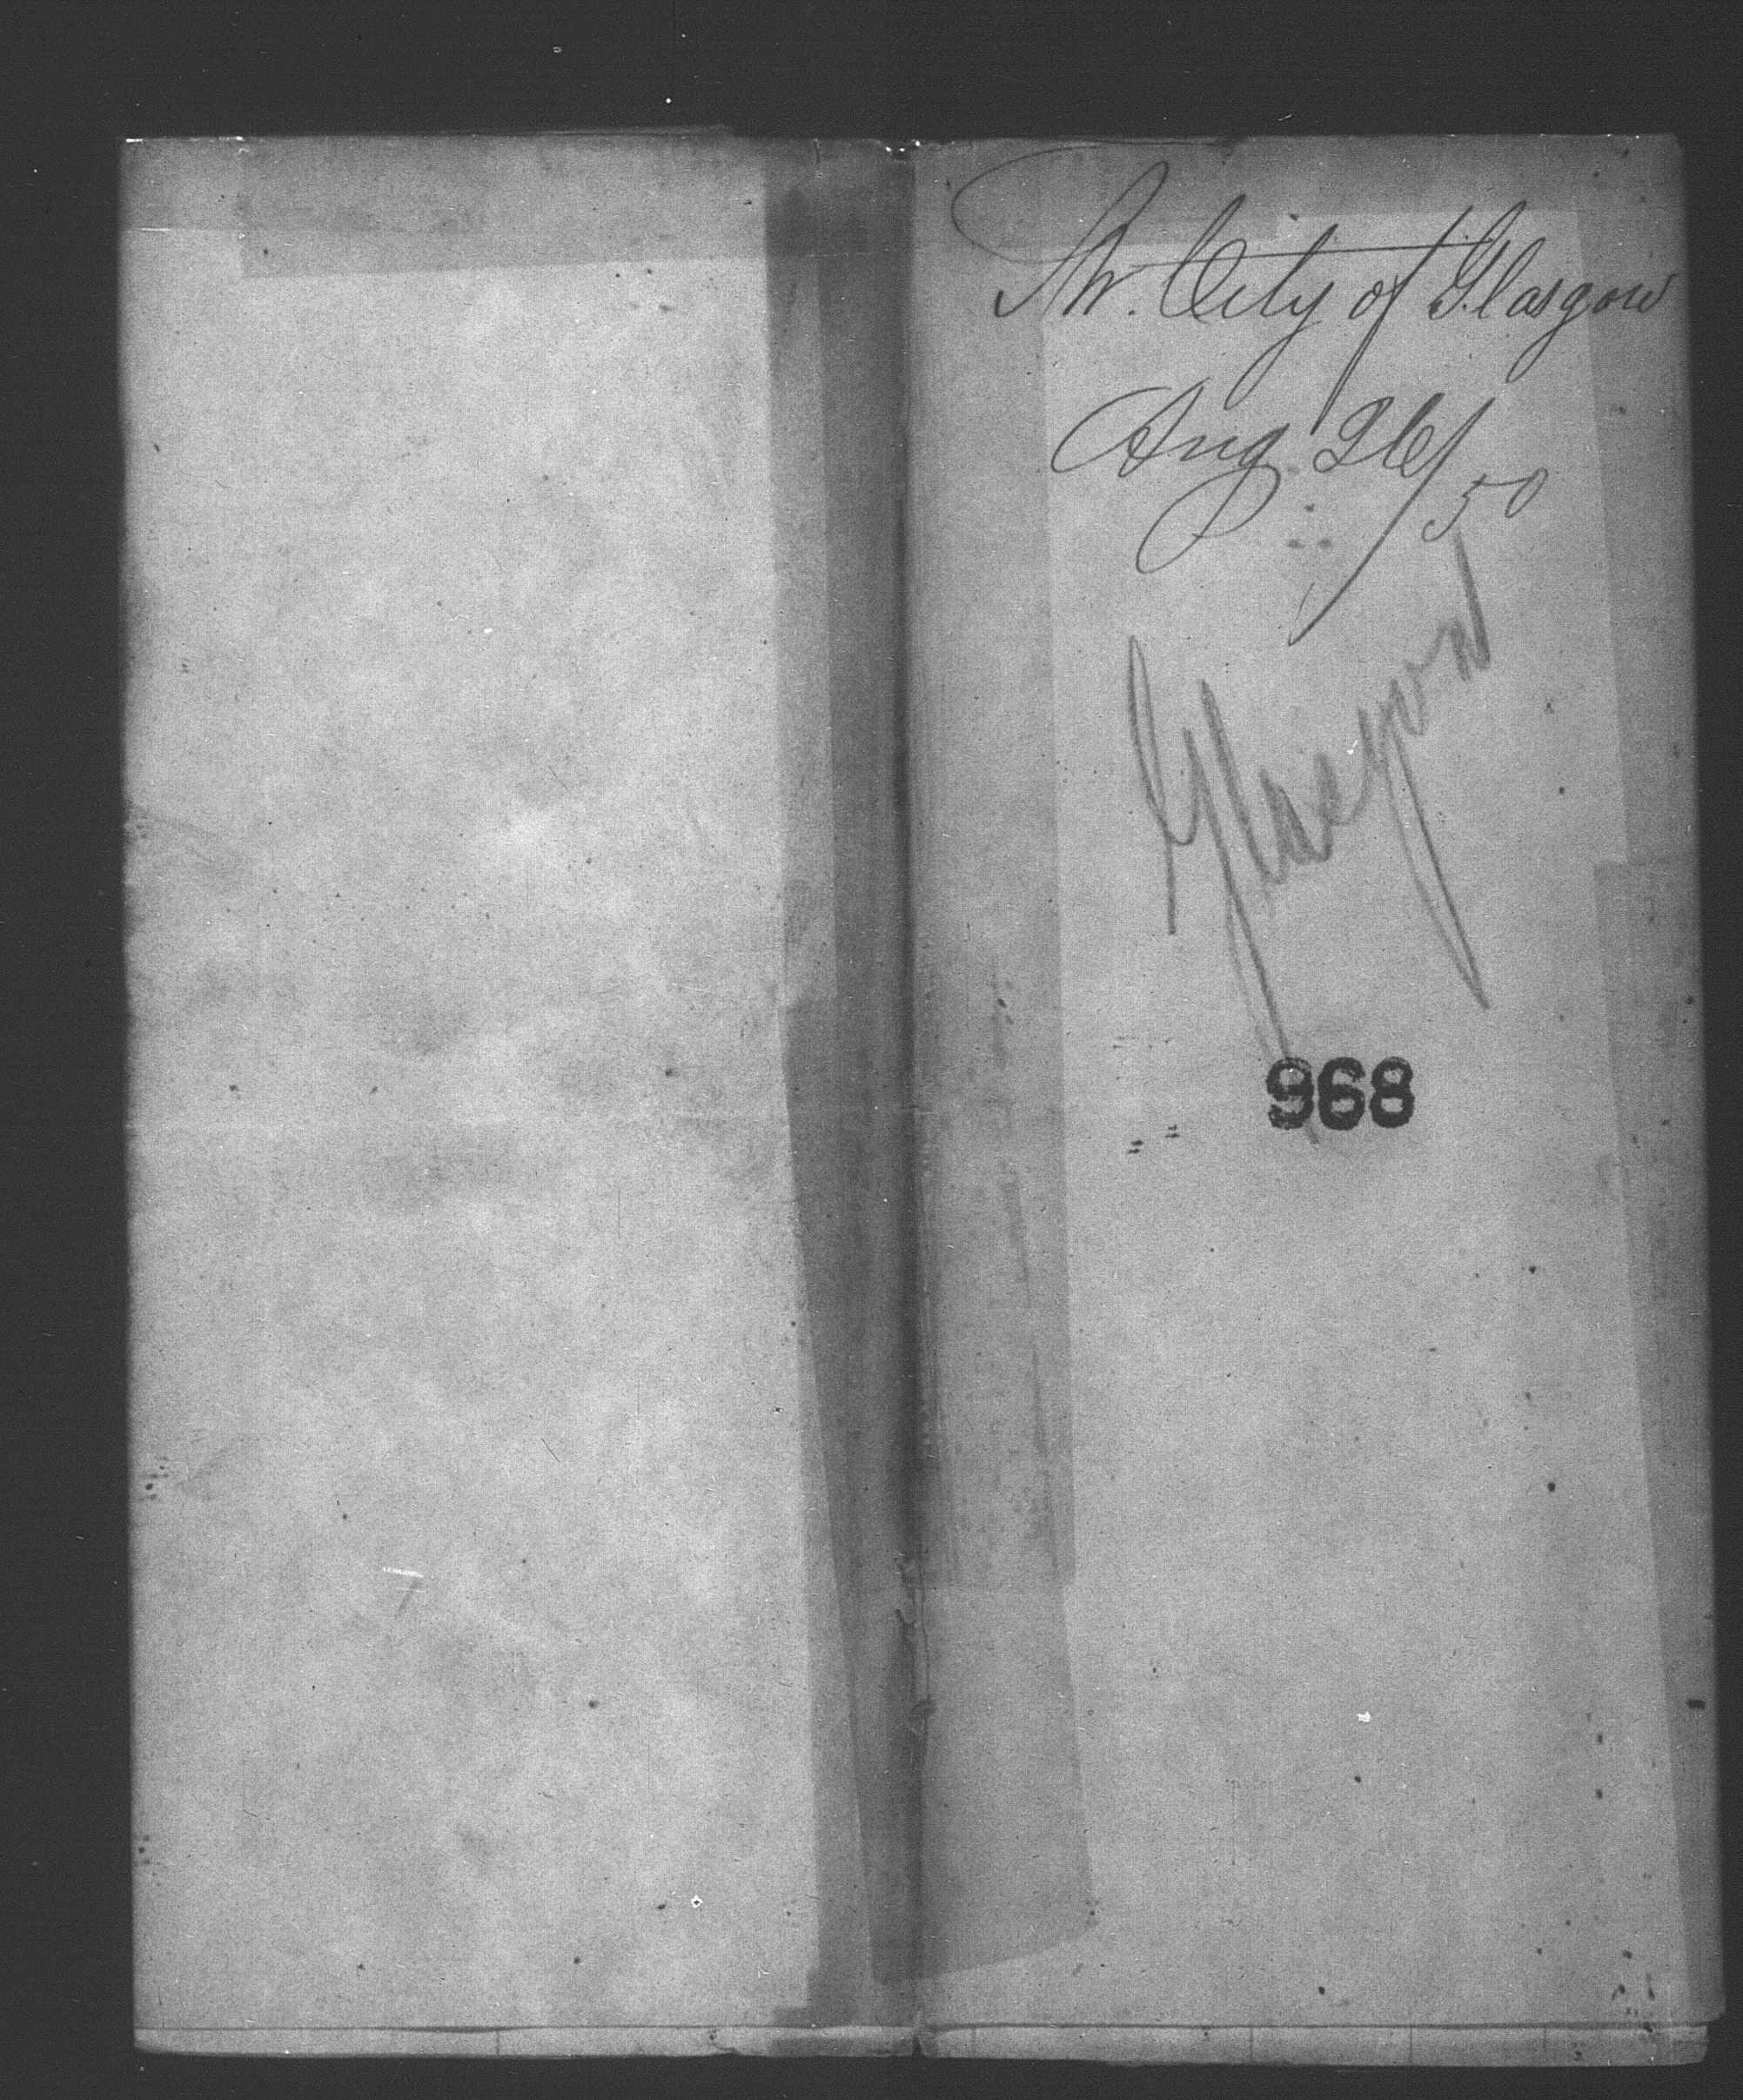 Str. City of Glasgow
Aug 26/50
Glasgow
968